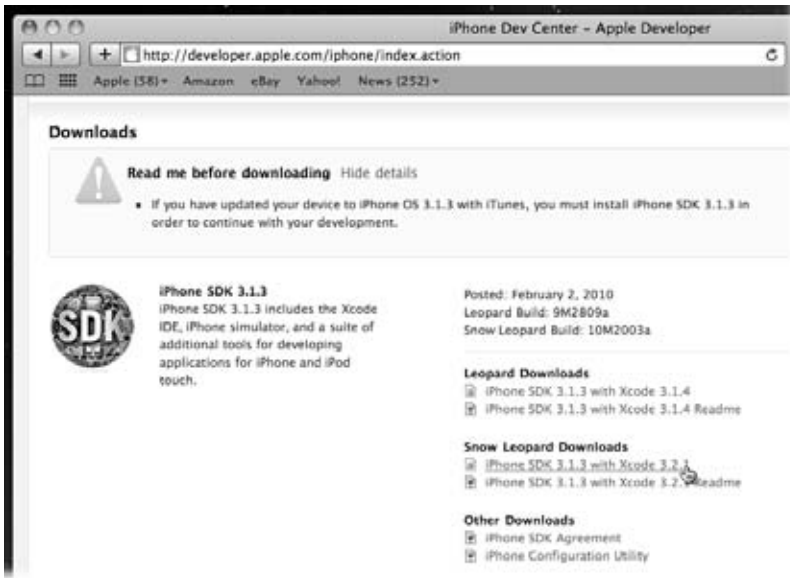 iPhone Dev Center – Apple Developer
http://developer.apple.com/iphone/index.action
Apple (58) Amazon eBay Yahoo! News (252)
Downloads
Read me before downloading Hide details
If you have updated your device to iPhone OS 3.1.3 with iTunes, you must install iPhone SDK 3.1.3 in
order to continue with your development.
SDK
iPhone SDK 3.1.3
iPhone SDK 3.1.3 includes the Xcode
IDE, iPhone simulator, and a suite of
additional tools for developing
applications for iPhone and iPod
touch.
Posted: February 2, 2010
Leopard Build: 9M2809a
Snow Leopard Build: 10M2003a
Leopard Downloads
iPhone SDK 3.1.3 with Xcode 3.1.4
iPhone SDK 3.1.3 with Xcode 3.1.4 Readme
Snow Leopard Downloads
iPhone SDK 3.1.3 with Xcode 3.2.1
iPhone SDK 3.1.3 with Xcode 3.2. Readme
Other Downloads
iPhone SDK Agreement
iPhone Configuration Utility